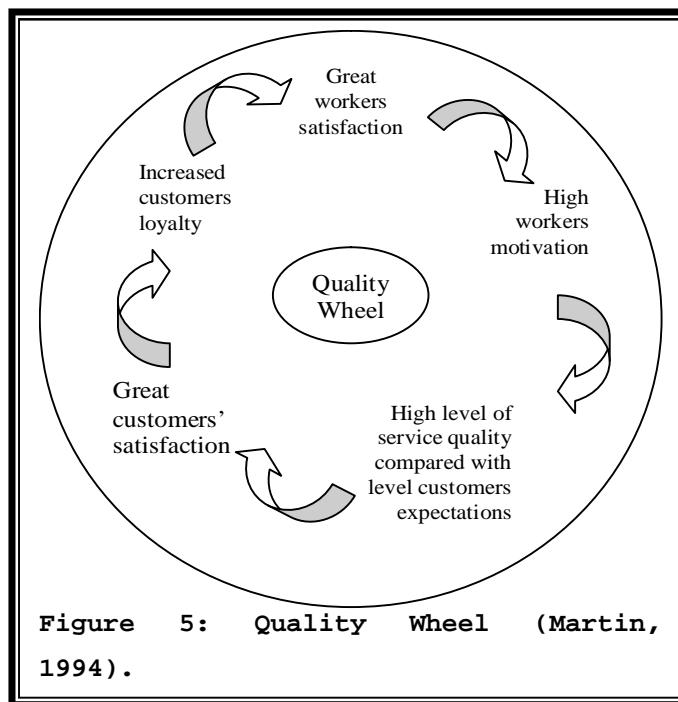 Great
workers
satisfaction
High
workers
motivation
High level of
service quality
compared with
level customers
expectations
Great
customers’
satisfaction
Increased
customers
loyalty
Quality
Wheel
Figure 5: Quality Wheel (Martin,
1994).